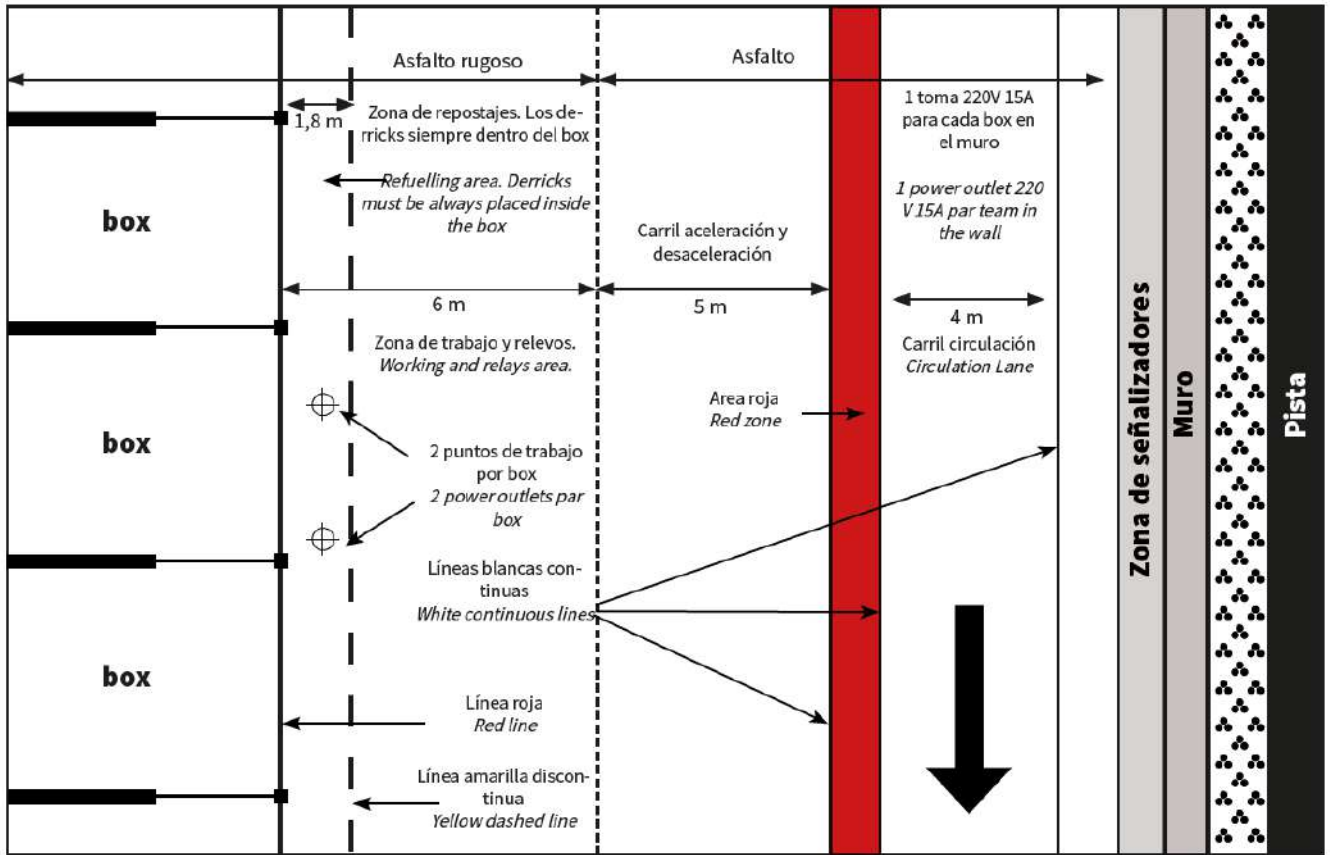 Asfalto rugoso
Asfalto
1,8 m
Zona de repostajes. Los de-
rricks siempre dentro del box
Refuelling area. Derricks
must be always placed inside
the box
1 toma 220V 15A
para cada box en
el muro
1 power outlet 220
V 15A par team in
the wall
box
Carril aceleración y
desaceleración
6 m
5 m
4 m
Carril circulación
Circulation Lane
Zona de trabajo y relevos.
Working and relays area.
Area roja
Red zone
box
2 puntos de trabajo
por box
2 power outlets par
box
Líneas blancas con-
tinuas
White continuous lines
box
Línea roja
Red line
Línea amarilla discon-
tinua
Yellow dashed line
Zona de señalizadores
Muro
Pista